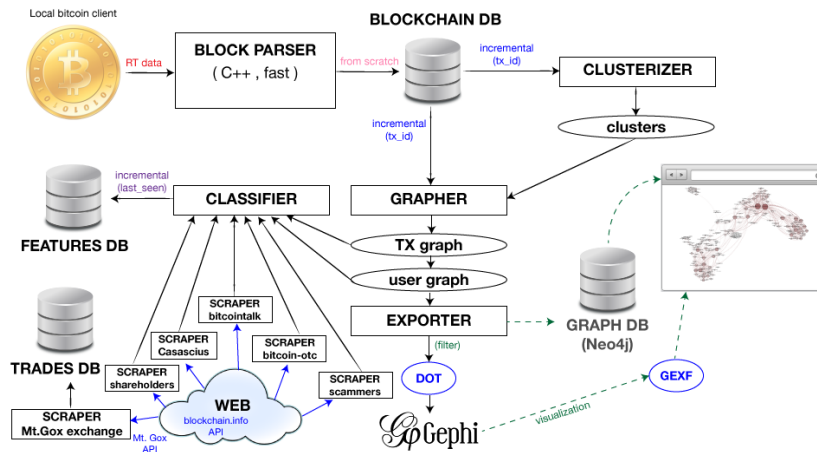 Local bitcoin client
BLOCKCHAIN DB
RT data
BLOCK PARSER
( C++ , fast )
from scratch
incremental
(tx_id)
CLUSTERIZER
incremental
(tx_id)
clusters
incremental
(last_seen)
CLASSIFIER
GRAPHER
FEATURES DB
TX graph
user graph
SCRAPER
bitcointalk
EXPORTER
GRAPH DB
(Neo4j)
(filter)
TRADES DB
SCRAPER
Casascius
SCRAPER
bitcoin-otc
SCRAPER
shareholders
SCRAPER
scammers
DOT
GEXF
WEB
blockchain.info
API
SCRAPER
Mt.Gox exchange
Mt. Gox
API
Gephi
visualization